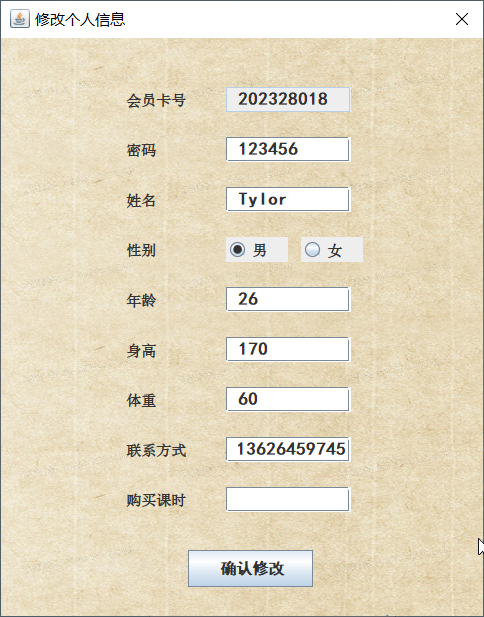 修改个人信息
会员卡号 202328018
密码 123456
姓名 Tylor
性别 男 女
年龄 26
身高 170
体重 60
联系方式 13626459745
购买课时
确认修改